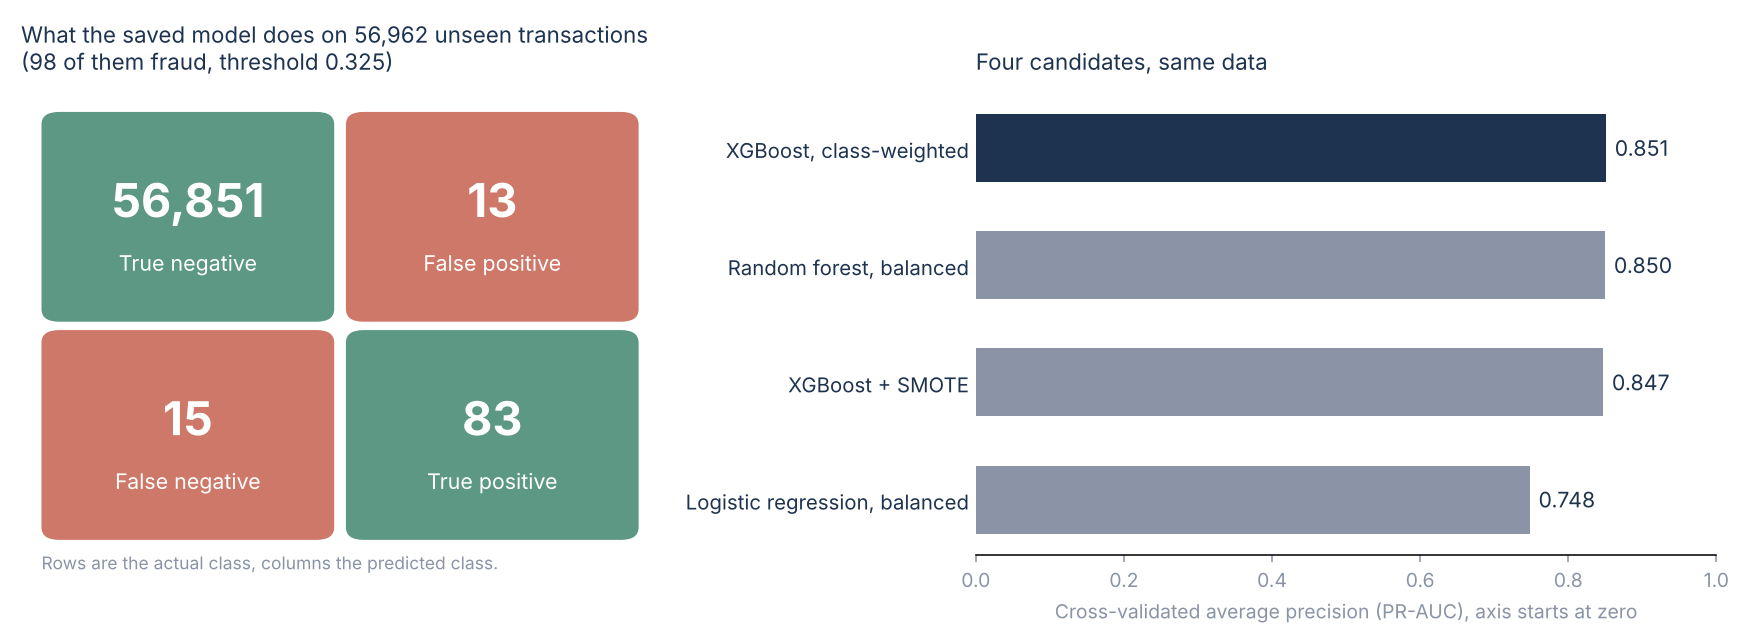 What the saved model does on 56,962 unseen transactions
(98 of them fraud, threshold 0.325)
56,851
True negative
13
False positive
15
False negative
83
True positive
Rows are the actual class, columns the predicted class.
Four candidates, same data
XGBoost, class-weighted
0.851
Random forest, balanced
0.850
XGBoost + SMOTE
0.847
Logistic regression, balanced
0.748
0.0 0.2 0.4 0.6 0.8 1.0
Cross-validated average precision (PR-AUC), axis starts at zero